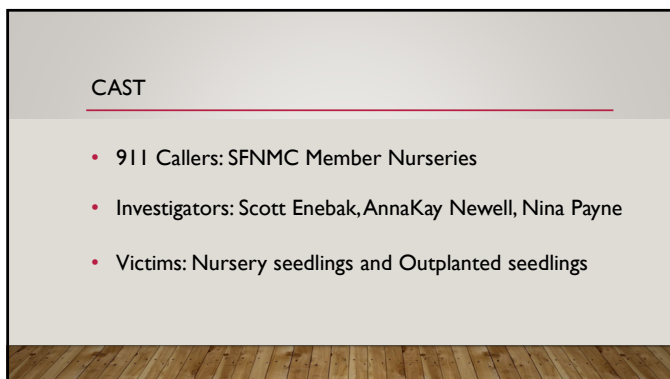 CAST
• 911 Callers: SFNMC Member Nurseries
• Investigators: Scott Enebak, AnnaKay Newell, Nina Payne
• Victims: Nursery seedlings and Outplanted seedlings